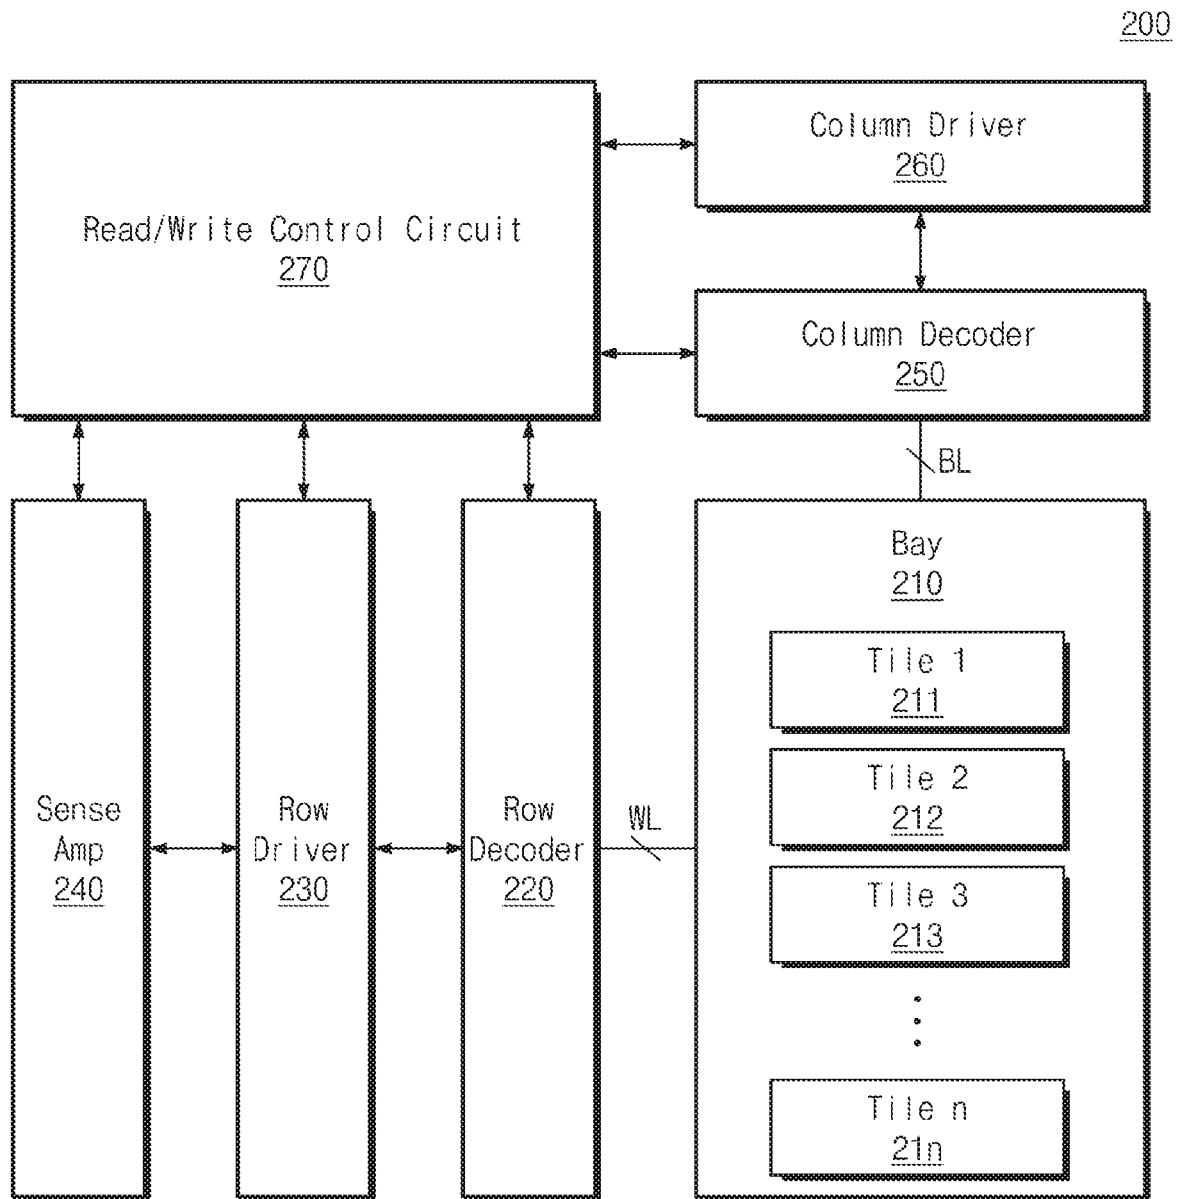 200
Column Driver
260
Read/Write Control Circuit
270
Column Decoder
250
BL
Bay
210
Tile 1
211
Tile 2
212
Tile 3
213
Tile n
21n
Sense
Amp
240
Row
Driver
230
Row
Decoder
220
WL